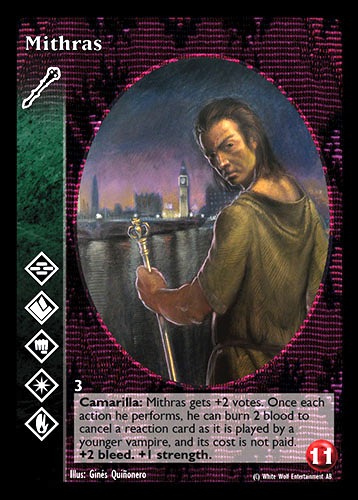 Mithras
3
Camarilla: Mithras gets +2 votes. Once each
action he performs, he can burn 2 blood to
cancel a reaction card as it is played by a
younger vampire, and its cost is not paid.
+2 bleed. +1 strength.
11
Illus: Ginés Quiñonero
(C) White Wolf Entertainment AB